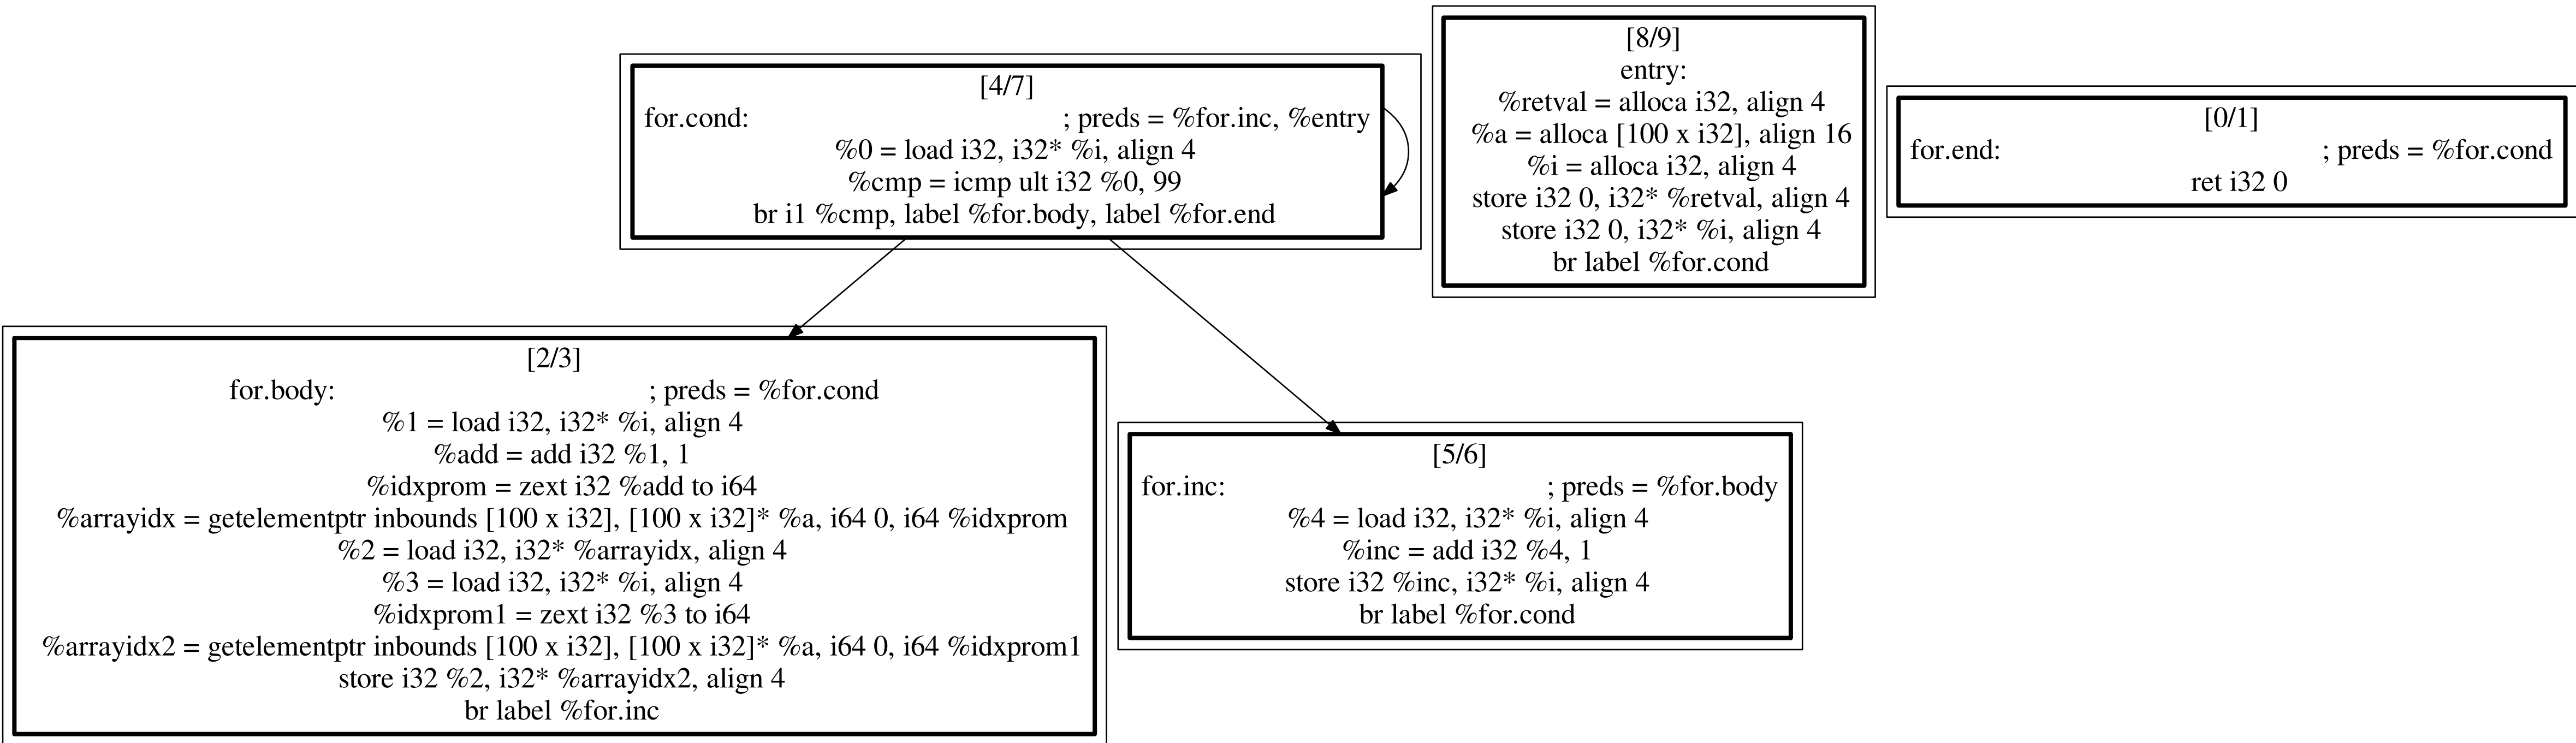 [4/7]
for.cond: ; preds = %for.inc, %entry
%0 = load i32, i32* %i, align 4
%cmp = icmp ult i32 %0, 99
br i1 %cmp, label %for.body, label %for.end
[8/9]
entry:
%retval = alloca i32, align 4
%a = alloca [100 x i32], align 16
%i = alloca i32, align 4
store i32 0, i32* %retval, align 4
store i32 0, i32* %i, align 4
br label %for.cond
[0/1]
for.end: ; preds = %for.cond
ret i32 0
[2/3]
for.body: ; preds = %for.cond
%1 = load i32, i32* %i, align 4
%add = add i32 %1, 1
%idxprom = zext i32 %add to i64
%arrayidx = getelementptr inbounds [100 x i32], [100 x i32]* %a, i64 0, i64 %idxprom
%2 = load i32, i32* %arrayidx, align 4
%3 = load i32, i32* %i, align 4
%idxprom1 = zext i32 %3 to i64
%arrayidx2 = getelementptr inbounds [100 x i32], [100 x i32]* %a, i64 0, i64 %idxprom1
store i32 %2, i32* %arrayidx2, align 4
br label %for.inc
[5/6]
for.inc: ; preds = %for.body
%4 = load i32, i32* %i, align 4
%inc = add i32 %4, 1
store i32 %inc, i32* %i, align 4
br label %for.cond